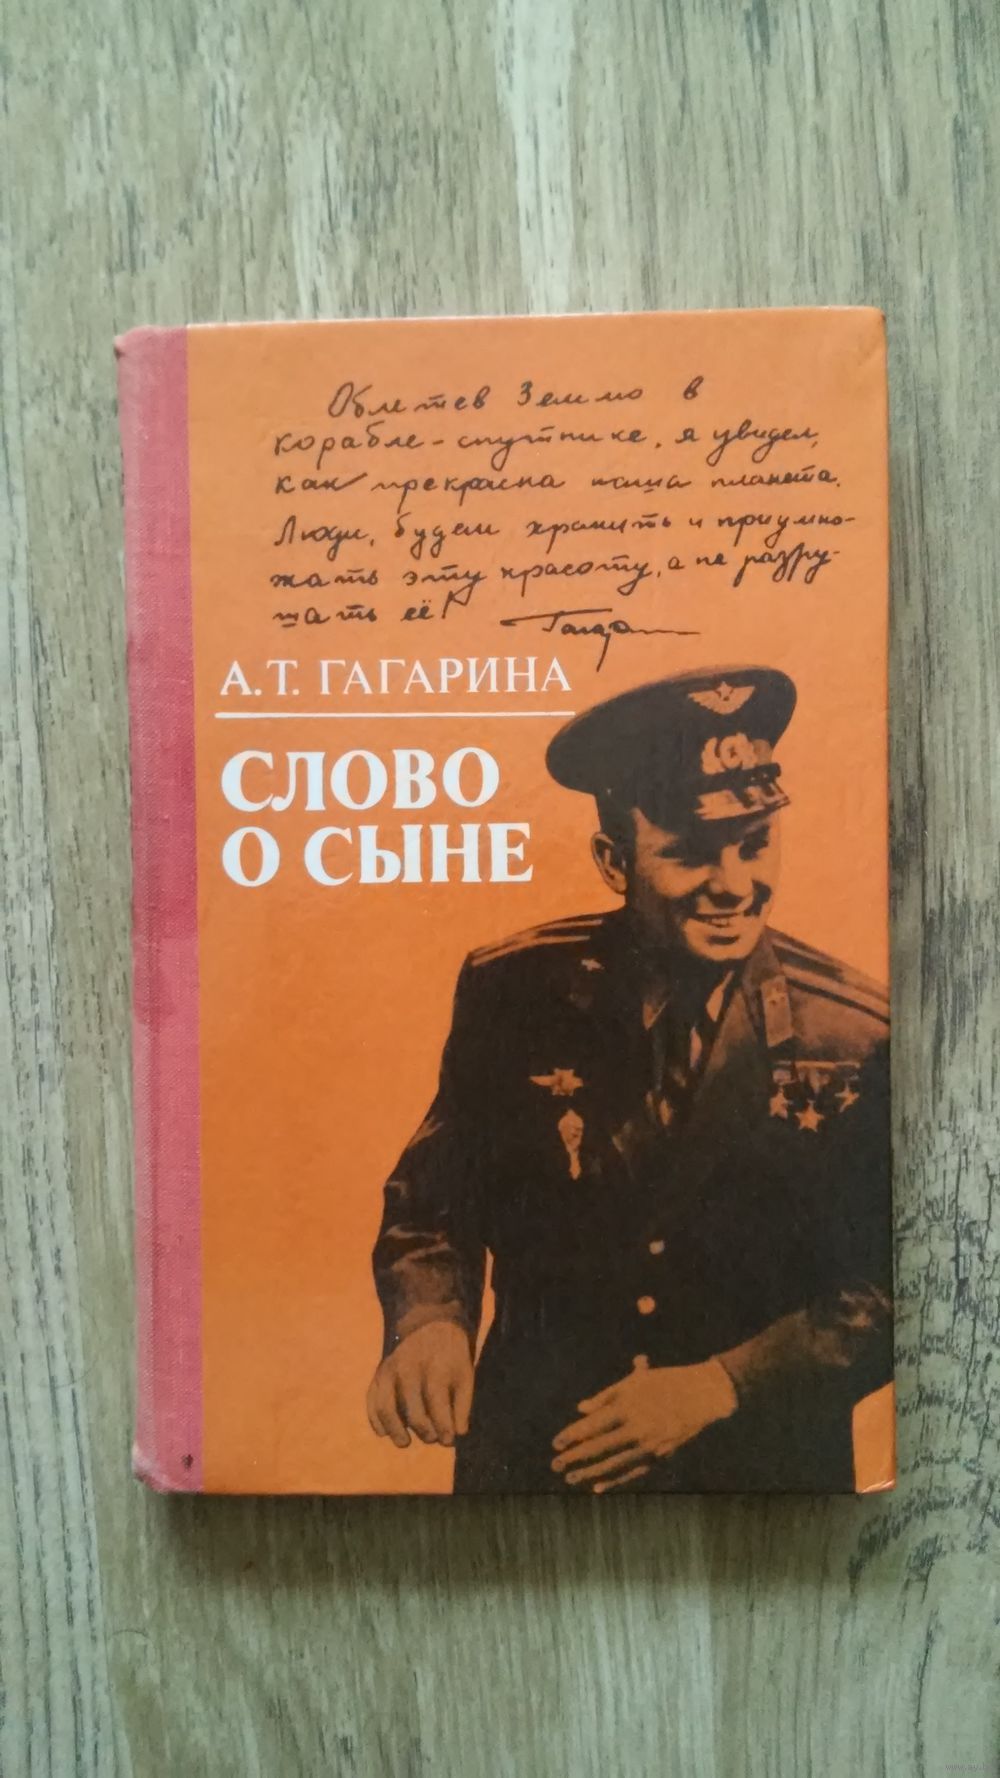 Облетев Землю в
корабле-спутнике, я увидел,
как прекрасна наша планета.
Люди, будем хранить и приумно-
жать эту красоту, а не разру-
шать её!
Гагарин
А.Т. ГАГАРИНА
СЛОВО
О СЫНЕ